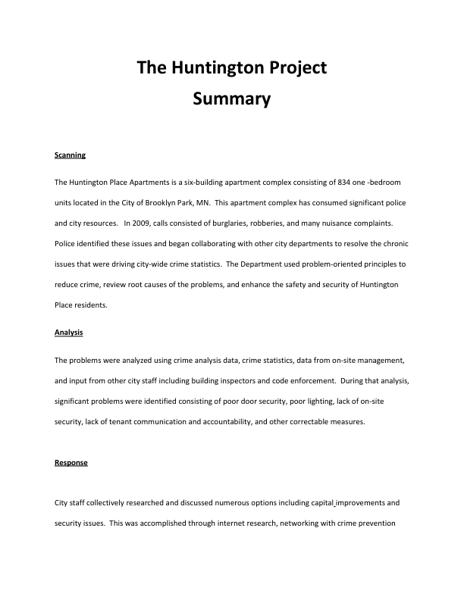 The Huntington Project
Summary
Scanning
The Huntington Place Apartments is a six-building apartment complex consisting of 834 one -bedroom
units located in the City of Brooklyn Park, MN.  This apartment complex has consumed significant police
and city resources.   In 2009, calls consisted of burglaries, robberies, and many nuisance complaints.
Police identified these issues and began collaborating with other city departments to resolve the chronic
issues that were driving city-wide crime statistics.  The Department used problem-oriented principles to
reduce crime, review root causes of the problems, and enhance the safety and security of Huntington
Place residents.
Analysis
The problems were analyzed using crime analysis data, crime statistics, data from on-site management,
and input from other city staff including building inspectors and code enforcement.  During that analysis,
significant problems were identified consisting of poor door security, poor lighting, lack of on-site
security, lack of tenant communication and accountability, and other correctable measures.
Response
City staff collectively researched and discussed numerous options including capital improvements and
security issues.  This was accomplished through internet research, networking with crime prevention